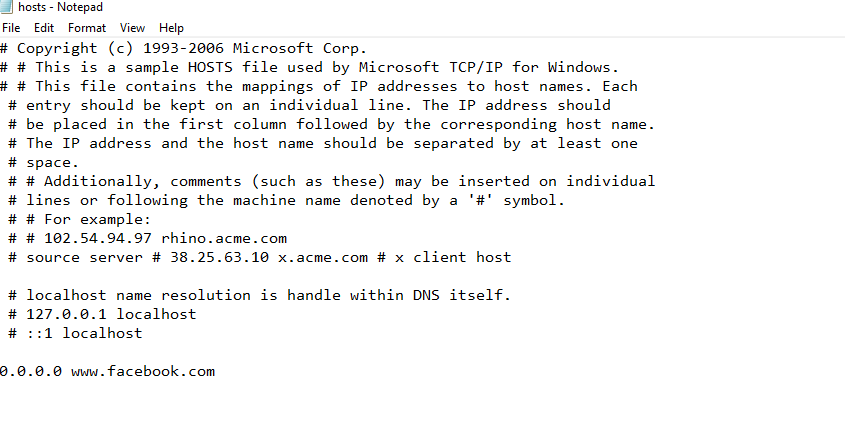 hosts - Notepad
File Edit Format View Help
# Copyright (c) 1993-2006 Microsoft Corp.
# # This is a sample HOSTS file used by Microsoft TCP/IP for Windows.
# # This file contains the mappings of IP addresses to host names. Each
# entry should be kept on an individual line. The IP address should
# be placed in the first column followed by the corresponding host name.
# The IP address and the host name should be separated by at least one
# space.
# # Additionally, comments (such as these) may be inserted on individual
# lines or following the machine name denoted by a '#' symbol.
# # For example:
# # 102.54.94.97 rhino.acme.com
# source server # 38.25.63.10 x.acme.com # x client host
# localhost name resolution is handle within DNS itself.
# 127.0.0.1 localhost
# ::1 localhost
0.0.0.0 www.facebook.com